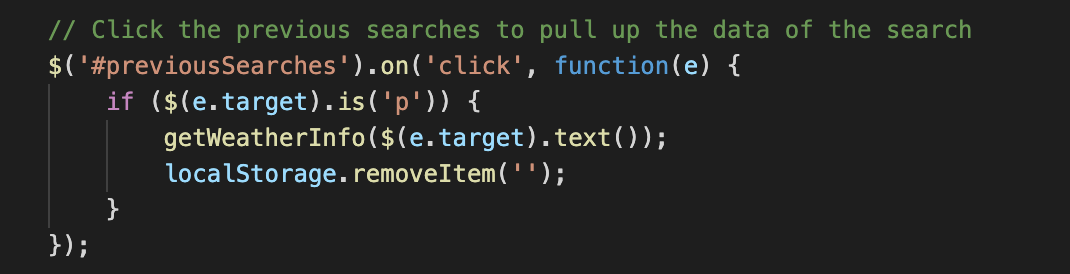 // Click the previous searches to pull up the data of the search
$('#previousSearches').on('click', function(e) {
    if ($(e.target).is('p')) {
        getWeatherInfo($(e.target).text());
        localStorage.removeItem('');
    }
});